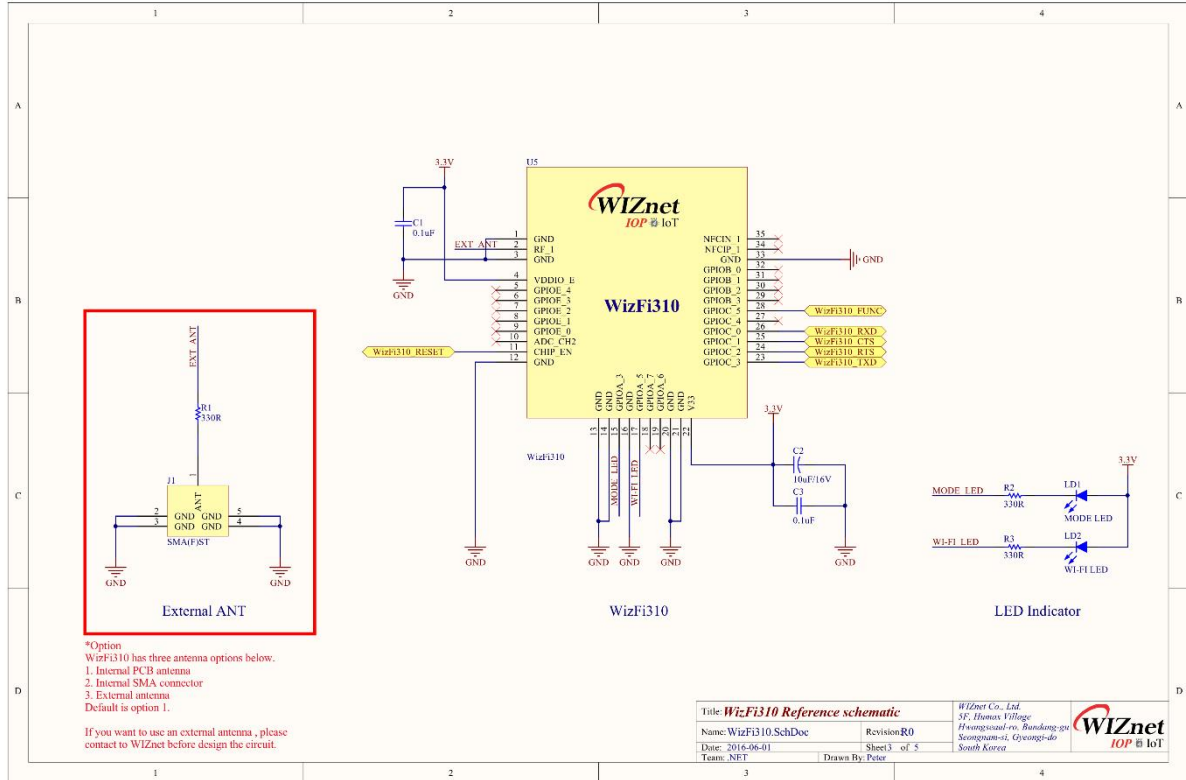 1 2 3 4
A A
B B
C C
D D
1 2 3 4
3.3V
C1
0.1uF
GND
EXT_ANT
WizFi310_RESET
GND
U5
WIZnet
IOP IoT
WizFi310
1 GND
2 RF_1
3 GND
4 VDDIO_E
5 GPIOE_4
6 GPIOE_3
7 GPIOE_2
8 GPIOE_1
9 GPIOE_0
10 ADC_CH2
11 CHIP_EN
12 GND
NFCIN_1 35
NFCIP_1 34
GND 33
GPIOB_0 32
GPIOB_1 31
GPIOB_2 30
GPIOB_3 29
GPIOC_5 28
GPIOC_4 27
GPIOC_0 26
GPIOC_1 25
GPIOC_2 24
GPIOC_3 23
GND
WizFi310_FUNC
WizFi310_RXD
WizFi310_CTS
WizFi310_RTS
WizFi310_TXD
GND 13
GND 14
GPIOA_3 15
GND 16
GPIOA_5 17
GPIOA_7 18
GPIOA_6 19
GND 20
GND 21
V33 22
MODE_LED
WI-FI_LED
WizFi310
GND
GND
GND
3.3V
C2
10uF/16V
C3
0.1uF
GND
WizFi310
EXT_ANT
R1
330R
J1
1
ANT
2 GND GND 5
3 GND GND 4
SMA(F)ST
GND
GND
External ANT
3.3V
MODE_LED
R2
330R
LD1
MODE LED
WI-FI_LED
R3
330R
LD2
WI-FI LED
LED Indicator
*Option
WizFi310 has three antenna options below.
1. Internal PCB antenna
2. Internal SMA connector
3. External antenna
Default is option 1.
If you want to use an external antenna , please
contact to WIZnet before design the circuit.
Title: WizFi310 Reference schematic
Name: WizFi310.SchDoc Revision: R0
Date: 2016-06-01 Sheet3 of 5
Team: .NET Drawn By: Peter
WIZnet Co., Ltd.
5F, Humax Village
Hwangsaeul-ro, Bundang-gu
Seongnam-si, Gyeongi-do
South Korea
WIZnet
IOP IoT